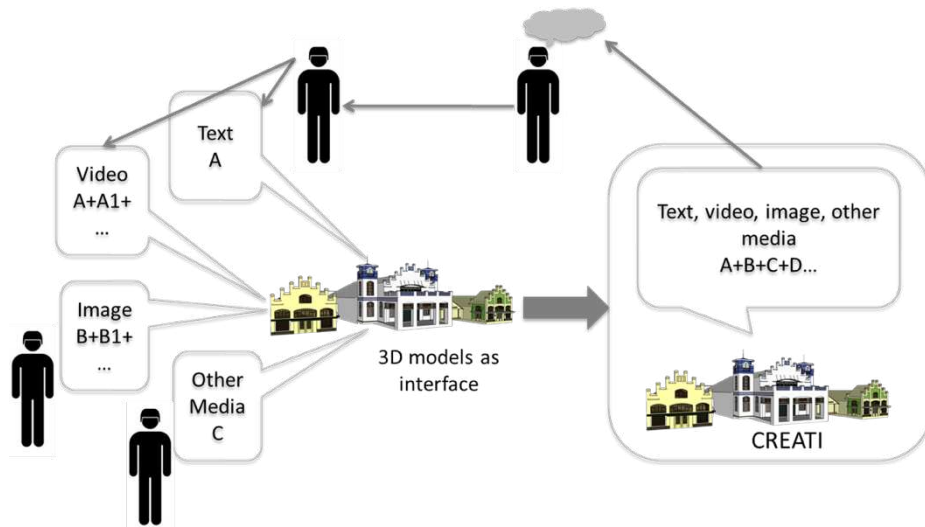 Text
A
Video
A+A1+
...
Image
B+B1+
...
Other
Media
C
3D models as
interface
Text, video, image, other
media
A+B+C+D...
CREATI